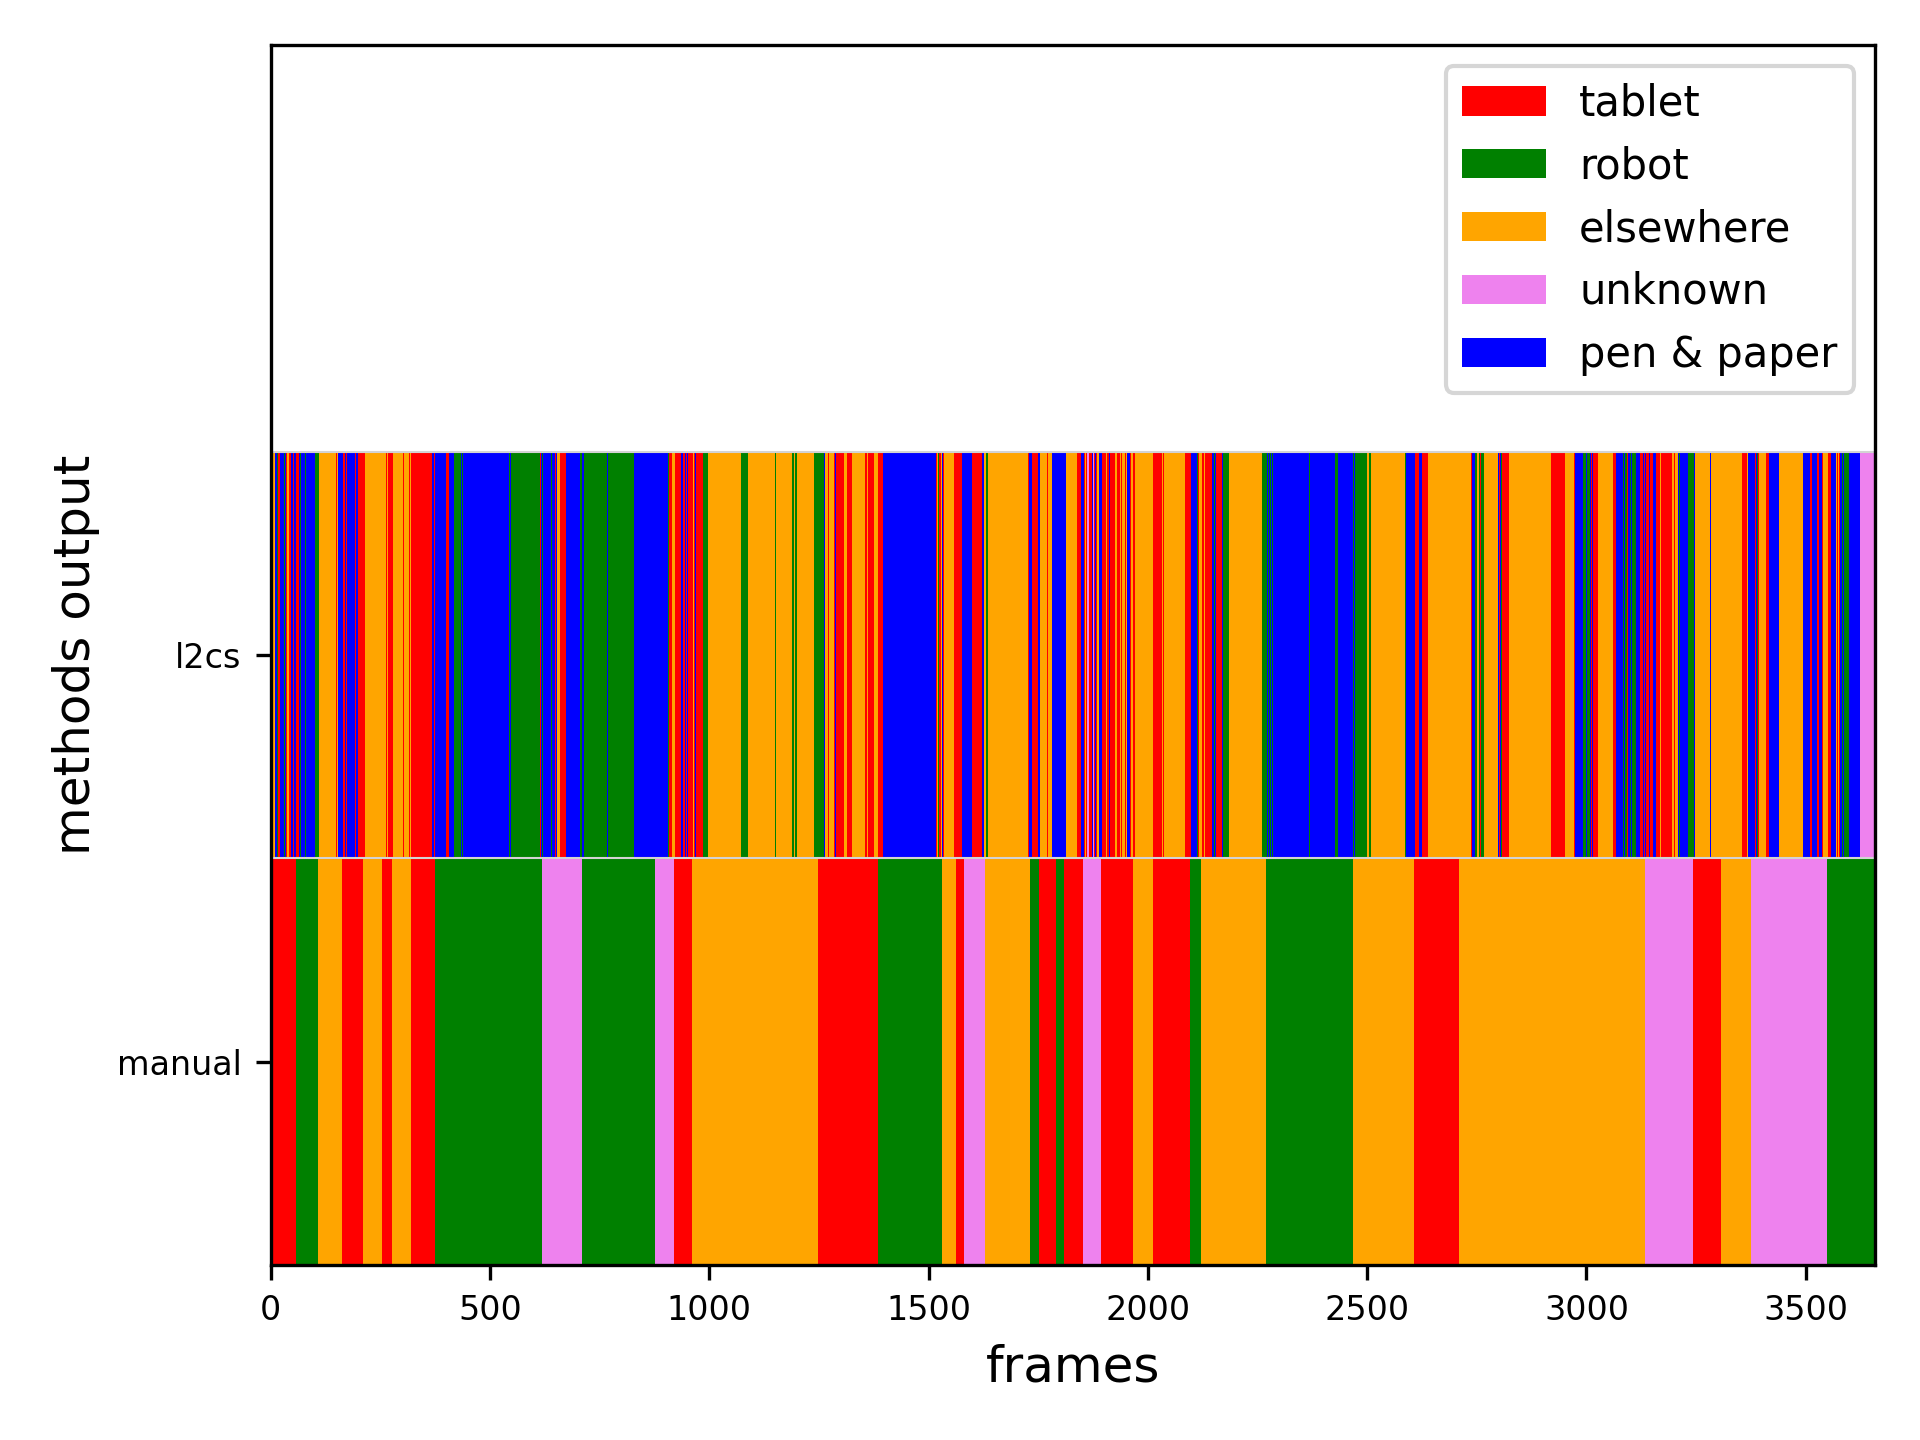 tablet
robot
elsewhere
unknown
pen & paper
methods output
l2cs
manual
0 500 1000 1500 2000 2500 3000 3500
frames